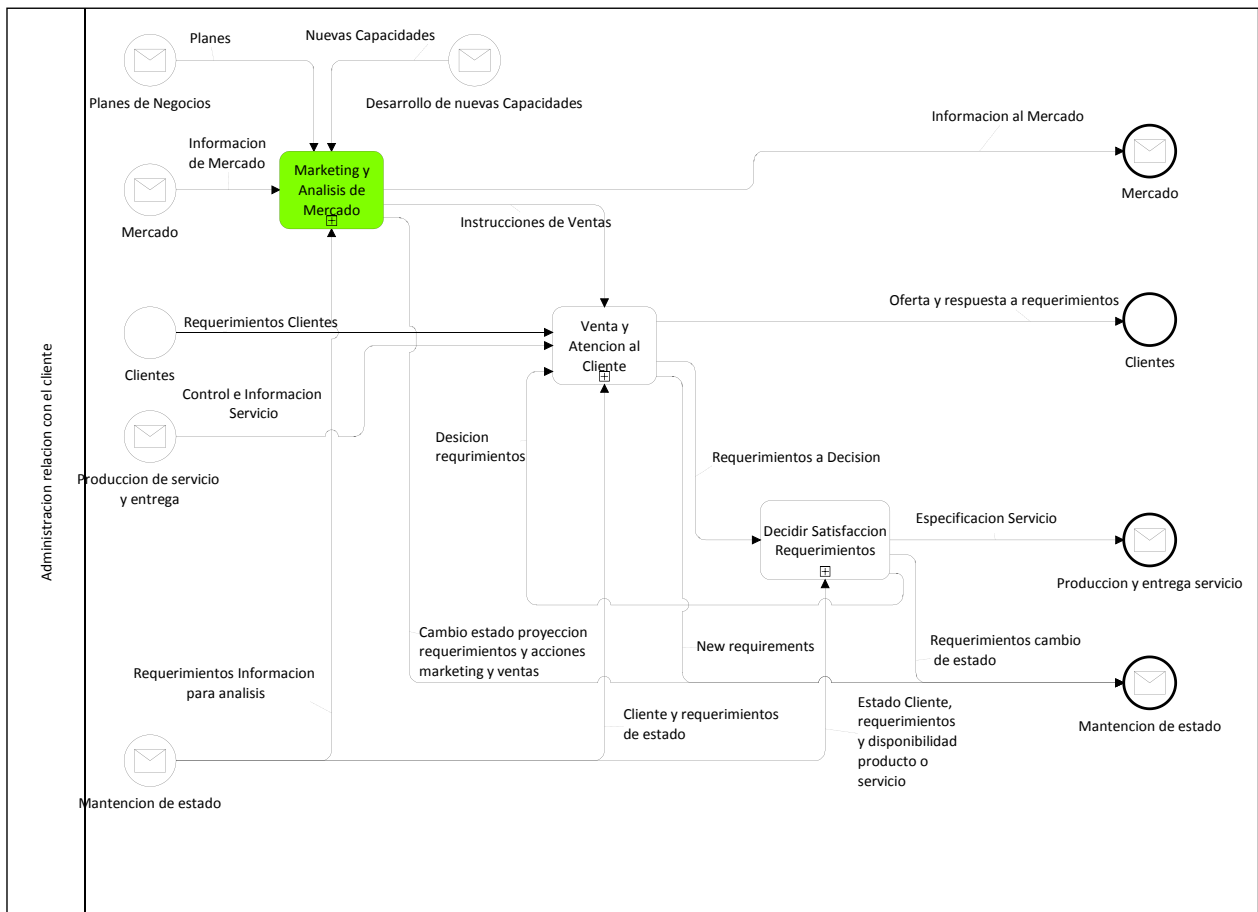 Administracion relacion con el cliente
Planes
Nuevas Capacidades
Planes de Negocios
Desarrollo de nuevas Capacidades
Informacion
de Mercado
Marketing y
Analisis de
Mercado
Informacion al Mercado
Mercado
Mercado
Instrucciones de Ventas
Requerimientos Clientes
Clientes
Venta y
Atencion al
Cliente
Oferta y respuesta a requerimientos
Clientes
Control e Informacion
Servicio
Produccion de servicio
y entrega
Desicion
requrimientos
Requerimientos a Decision
Decidir Satisfaccion
Requerimientos
Especificacion Servicio
Produccion y entrega servicio
Cambio estado proyeccion
requerimientos y acciones
marketing y ventas
New requirements
Requerimientos cambio
de estado
Requerimientos Informacion
para analisis
Cliente y requerimientos
de estado
Estado Cliente,
requerimientos
y disponibilidad
producto o
servicio
Mantencion de estado
Mantencion de estado